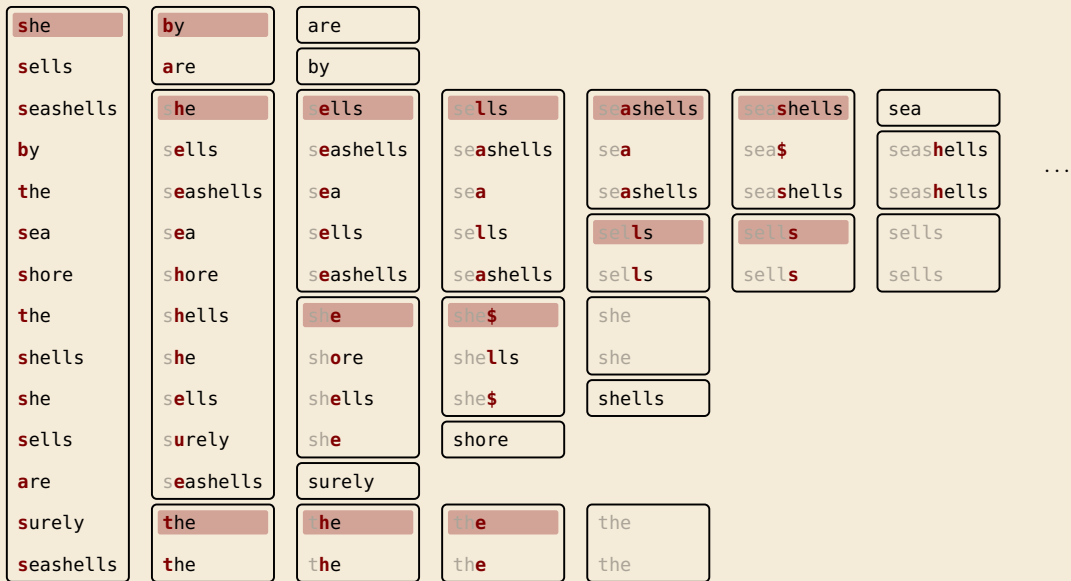 she by are
sells are by
seashells she sells sells seashells seashells sea
by sells seashells seashells sea sea$ seashells
the seashells sea sea seashells seashells seashells ...
sea sea sells sells sells sells sells
shore shore seashells seashells sells sells sells
the shells she she$ she
shells she shore shells she
she sells shells she$ shells
sells surely she shore
are seashells surely
surely the the the the
seashells the the the the